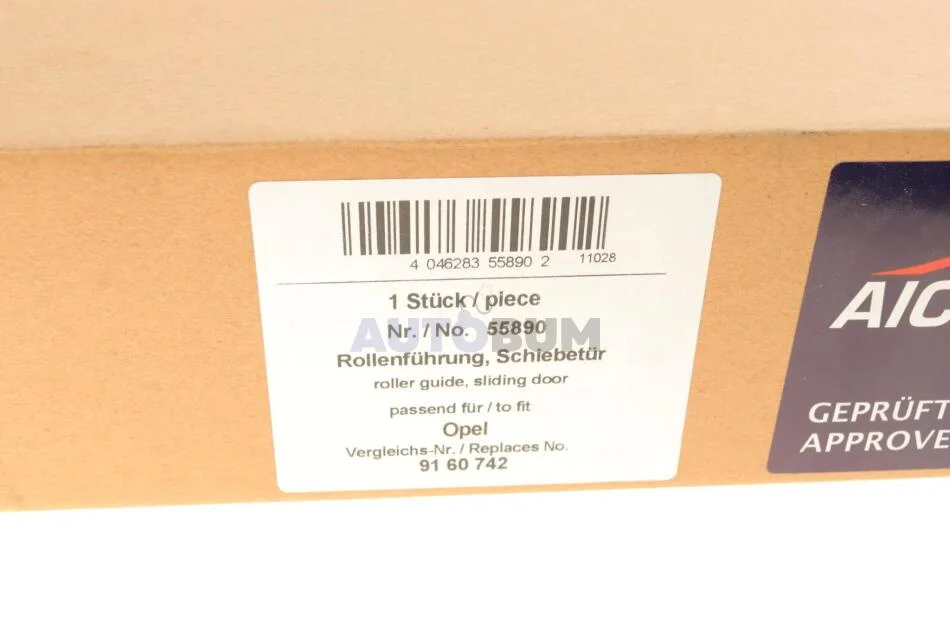 4 046283 55890 2 11028
1 Stück / piece
Nr. / No. 55890
AUTOBUM
Rollenführung, Schiebetür
roller guide, sliding door
passend für / to fit
Opel
Vergleichs-Nr. / Replaces No.
91 60 742
AIC
GEPRÜFT
APPROVE